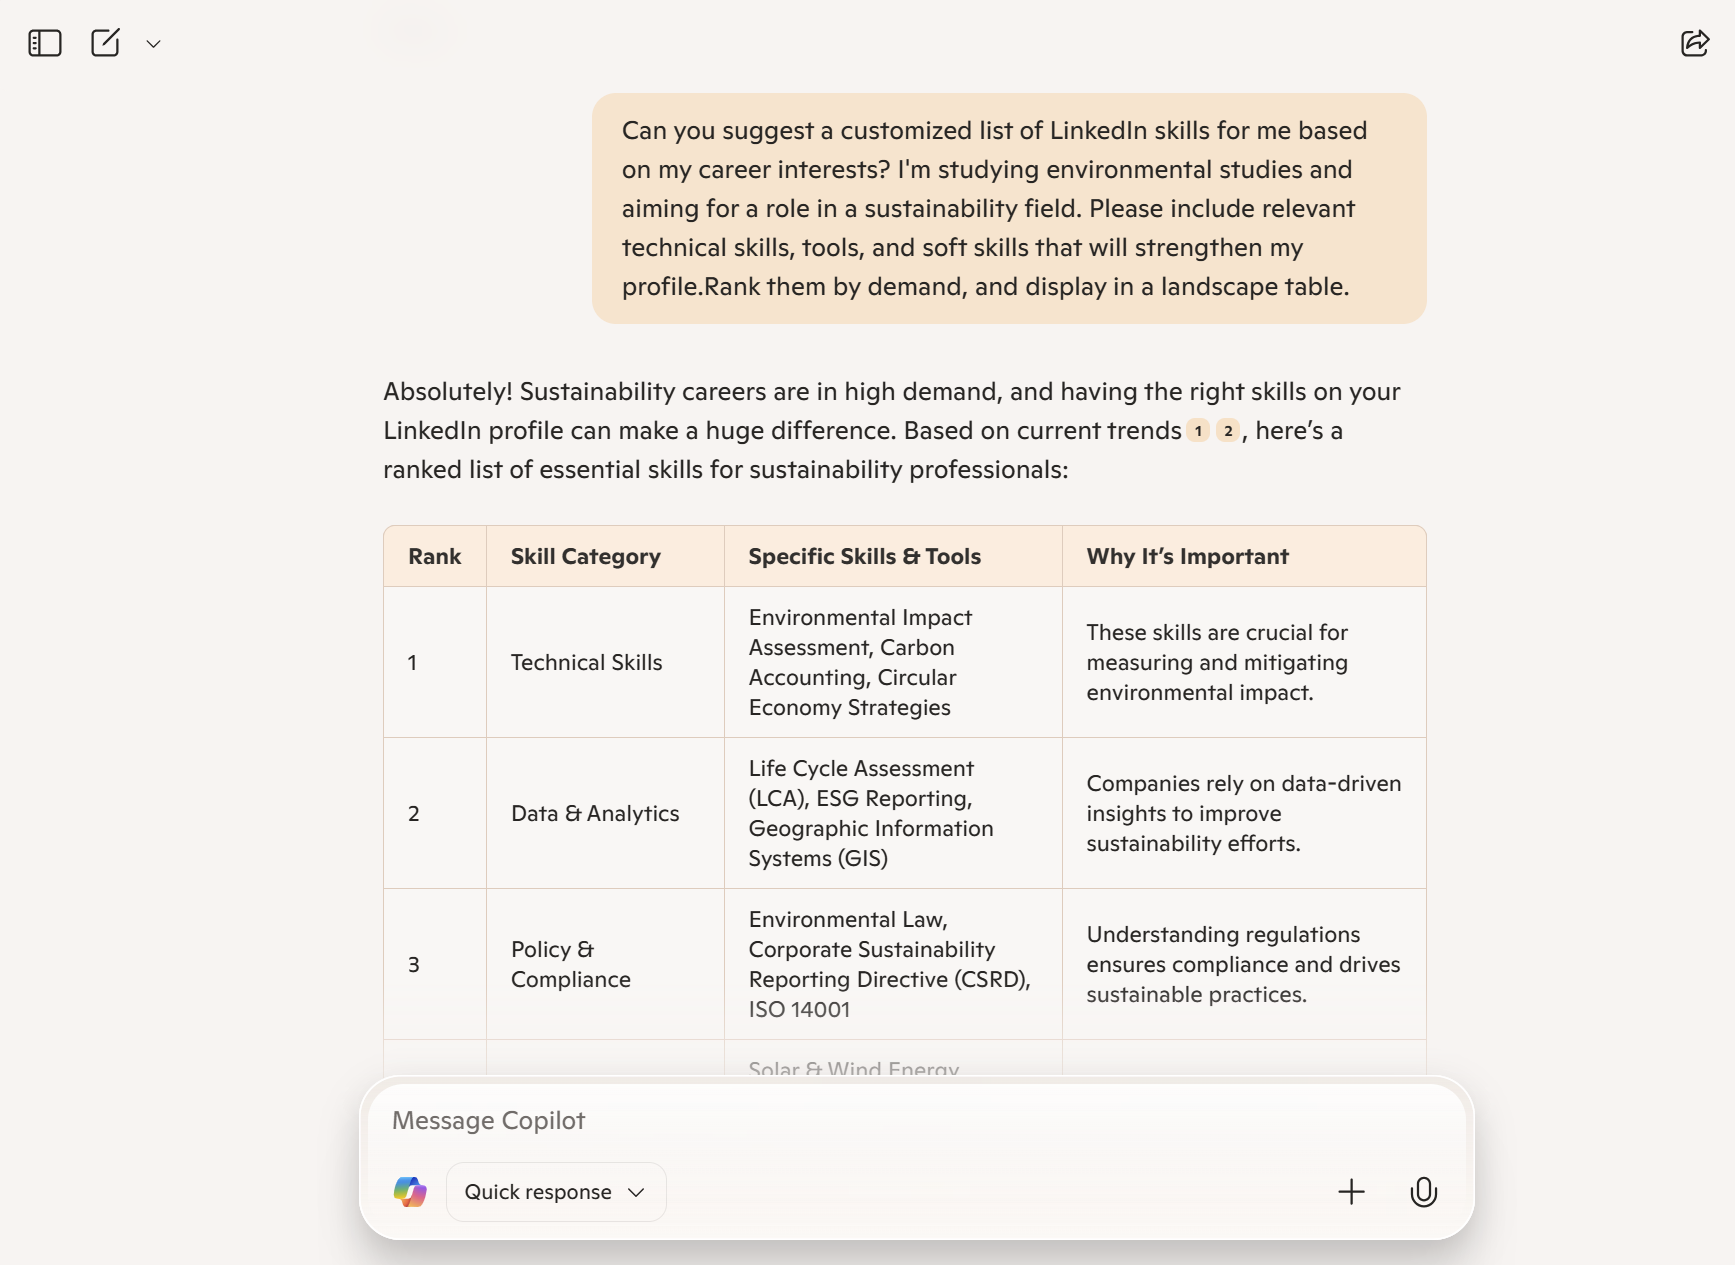 Can you suggest a customized list of LinkedIn skills for me based
on my career interests? I'm studying environmental studies and
aiming for a role in a sustainability field. Please include relevant
technical skills, tools, and soft skills that will strengthen my
profile.Rank them by demand, and display in a landscape table.
Absolutely! Sustainability careers are in high demand, and having the right skills on your
LinkedIn profile can make a huge difference. Based on current trends 1 2 , here’s a
ranked list of essential skills for sustainability professionals:
Rank
Skill Category
Specific Skills & Tools
Why It’s Important
1
Technical Skills
Environmental Impact
Assessment, Carbon
Accounting, Circular
Economy Strategies
These skills are crucial for
measuring and mitigating
environmental impact.
2
Data & Analytics
Life Cycle Assessment
(LCA), ESG Reporting,
Geographic Information
Systems (GIS)
Companies rely on data-driven
insights to improve
sustainability efforts.
3
Policy &
Compliance
Environmental Law,
Corporate Sustainability
Reporting Directive (CSRD),
ISO 14001
Understanding regulations
ensures compliance and drives
sustainable practices.
Solar & Wind Energy
Message Copilot
Quick response